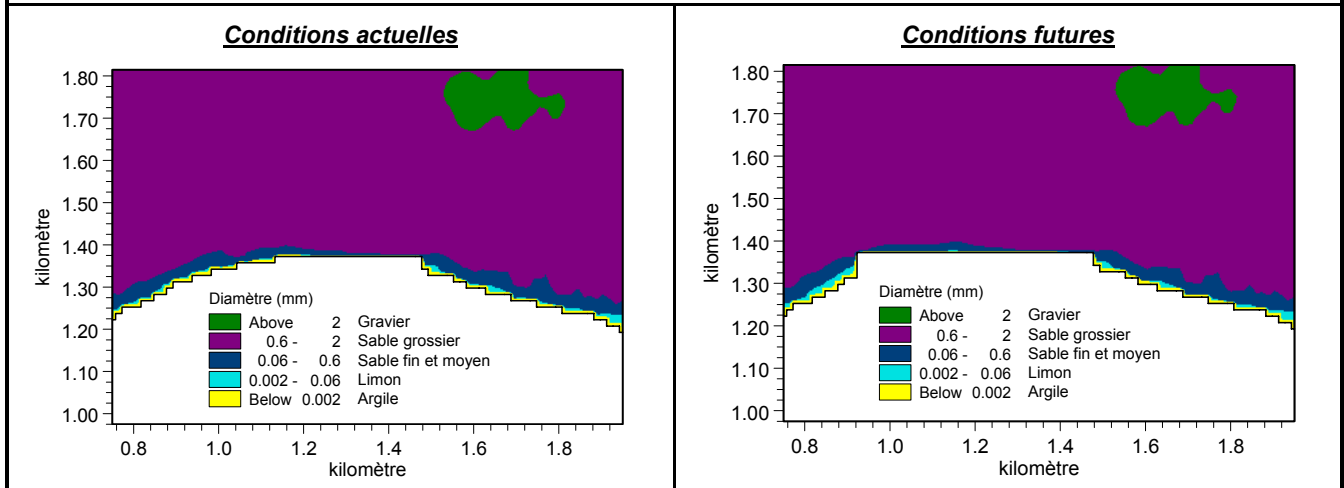 Conditions actuelles
1.80
1.70
1.60
1.50
1.40
1.30
1.20
1.10
1.00
kilomètre
Diamètre (mm)
Above 2 Gravier
0.6 - 2 Sable grossier
0.06 - 0.6 Sable fin et moyen
0.002 - 0.06 Limon
Below 0.002 Argile
0.8 1.0 1.2 1.4 1.6 1.8
kilomètre
Conditions futures
1.80
1.70
1.60
1.50
1.40
1.30
1.20
1.10
1.00
kilomètre
Diamètre (mm)
Above 2 Gravier
0.6 - 2 Sable grossier
0.06 - 0.6 Sable fin et moyen
0.002 - 0.06 Limon
Below 0.002 Argile
0.8 1.0 1.2 1.4 1.6 1.8
kilomètre